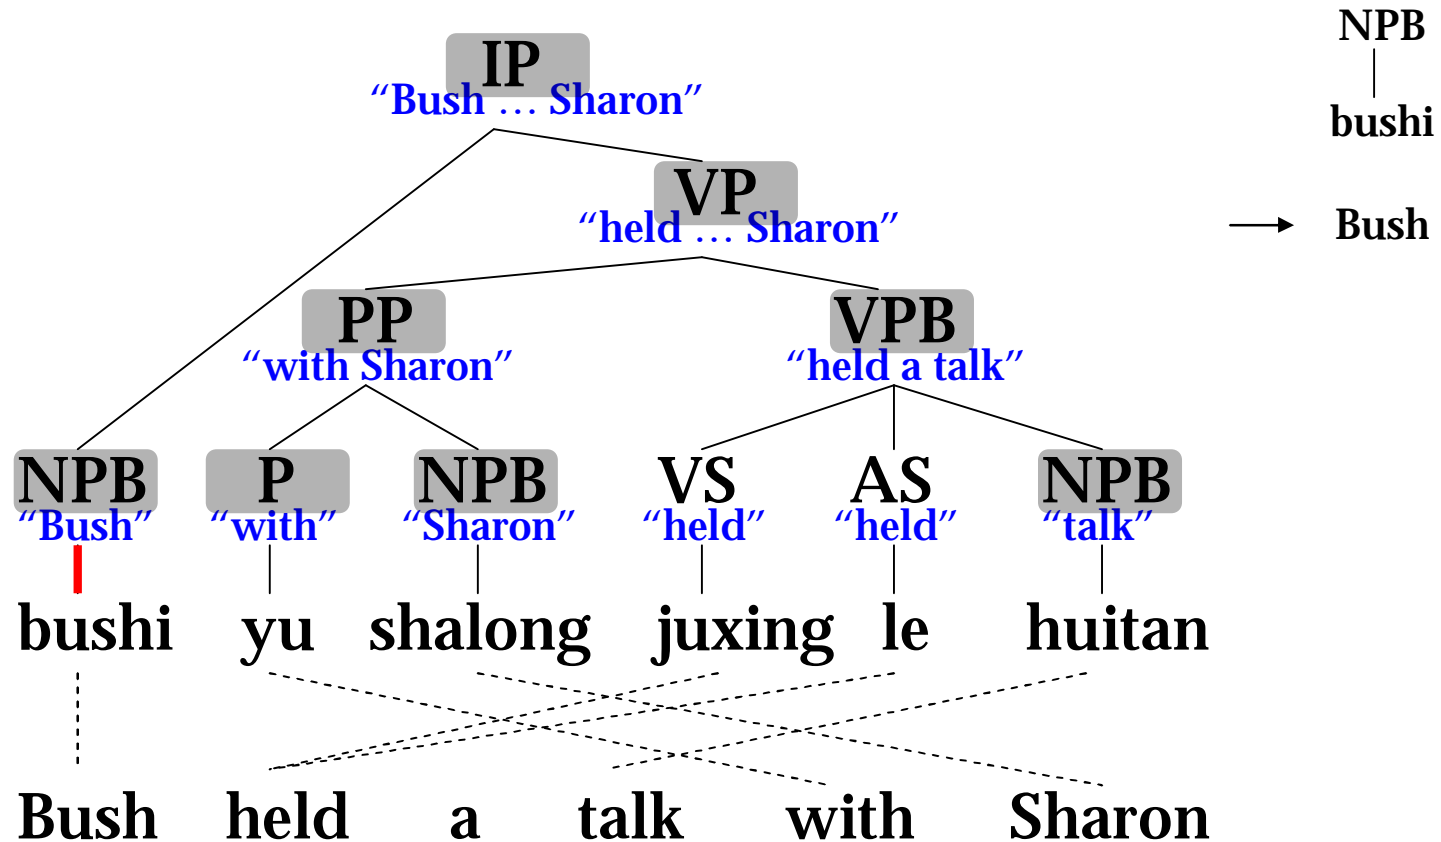 IP
“Bush … Sharon”
VP
“held … Sharon”
PP VPB
“with Sharon” “held a talk”
NPB P NPB VS AS NPB
“Bush” “with” “Sharon” “held” “held” “talk”
bushi yu shalong juxing le huitan
Bush held a talk with Sharon
NPB
bushi
→ Bush